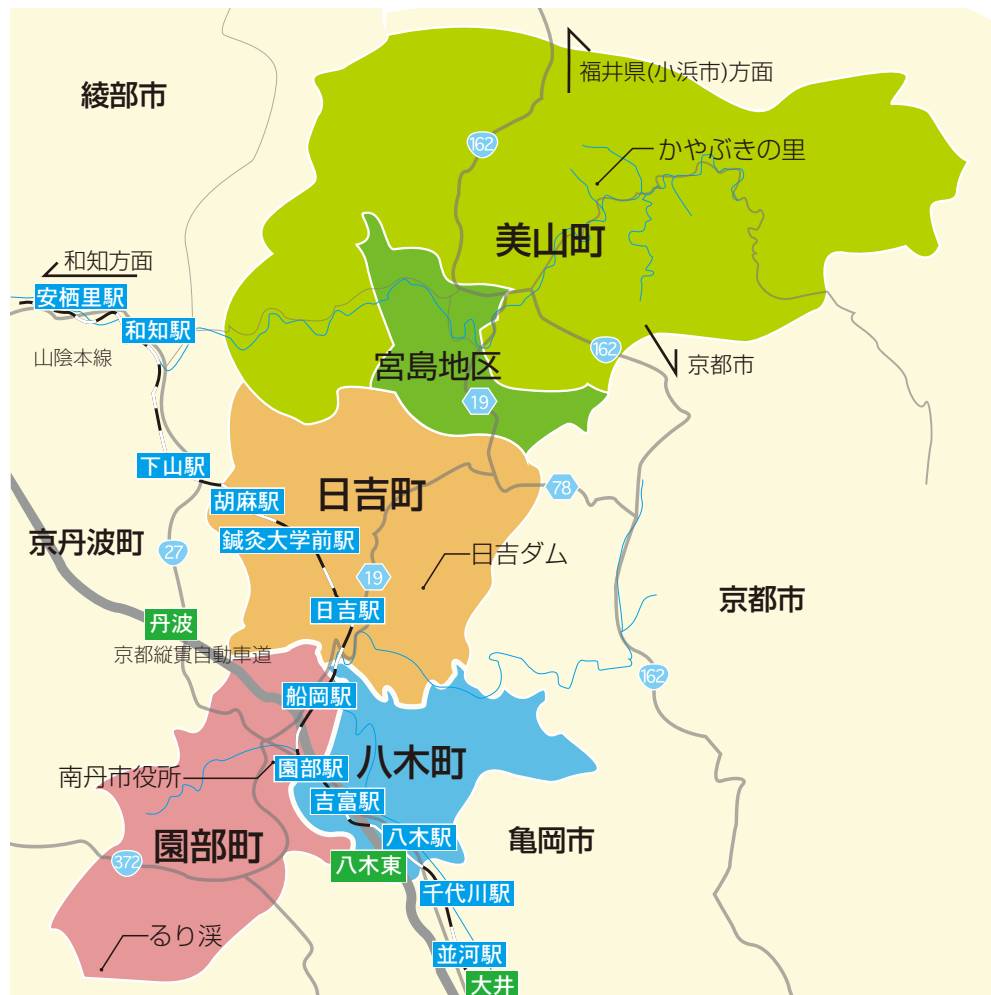 福井県(小浜市)方面
綾部市
162
かやぶきの里
美山町
和知方面
安栖里駅
和知駅
山陰本線
162
京都市
宮島地区
19
下山駅
胡麻駅
日吉町
78
鍼灸大学前駅
京丹波町
27
日吉ダム
19
京都市
日吉駅
丹波
京都縦貫自動車道
162
船岡駅
南丹市役所
園部駅
八木町
吉富駅
園部町
八木駅
亀岡市
372
八木東
千代川駅
るり渓
並河駅
大井